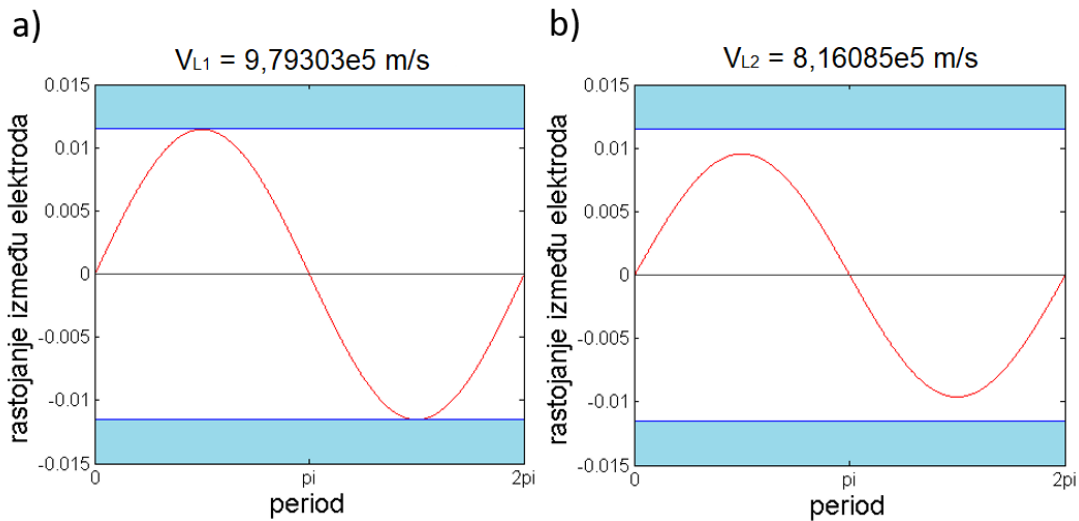 a)
V_L1 = 9,79303e5 m/s
0.015
0.01
0.005
0
-0.005
-0.01
-0.015
rastojanje između elektroda
0
pi
2pi
period
b)
V_L2 = 8,16085e5 m/s
0.015
0.01
0.005
0
-0.005
-0.01
-0.015
rastojanje između elektroda
0
pi
2pi
period